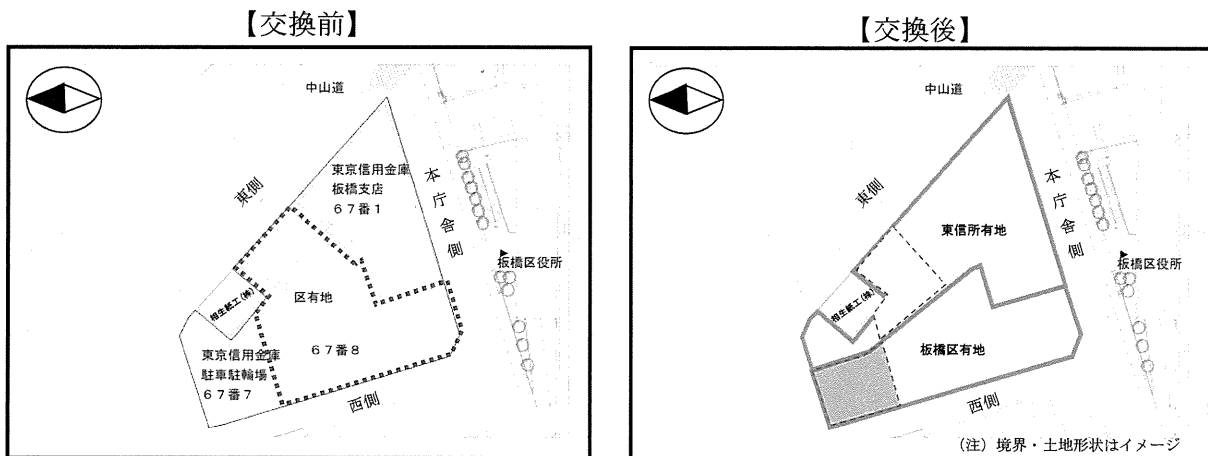 【交換前】
中山道
東京信用金庫
板橋支店
６７番１
東側
本庁舎側
板橋区役所
区有地
相生紙工(株)
東京信用金庫
駐車駐輪場
６７番７
６７番８
西側
【交換後】
中山道
東側
本庁舎側
東信所有地
板橋区役所
相生紙工(株)
板橋区有地
西側
（注）境界・土地形状はイメージ